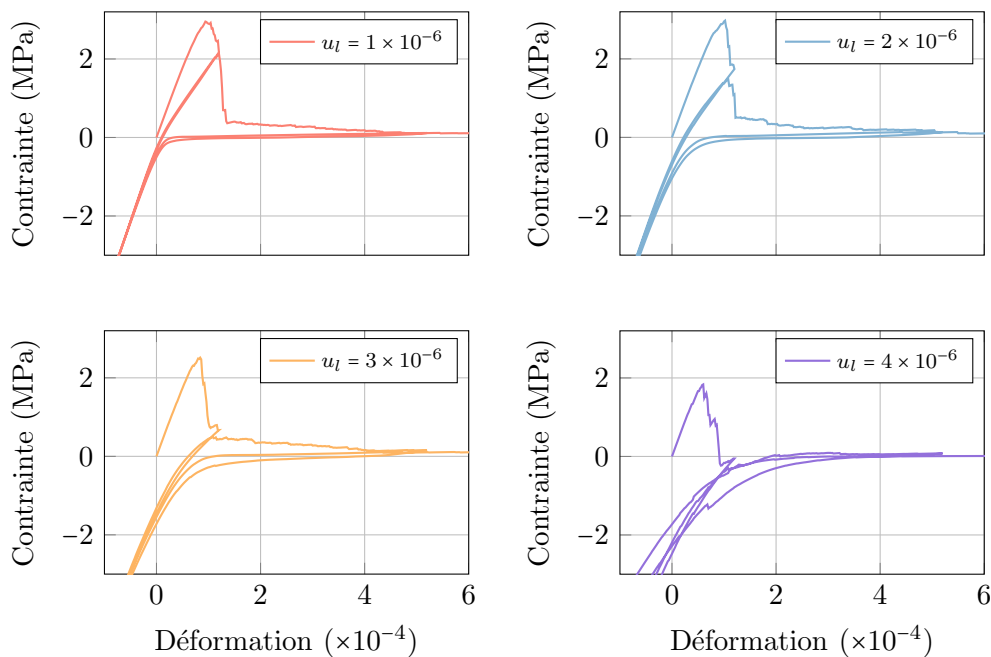 Contrainte (MPa)
2
0
−2
u_l = 1 × 10⁻⁶
Contrainte (MPa)
2
0
−2
u_l = 2 × 10⁻⁶
Contrainte (MPa)
2
0
−2
u_l = 3 × 10⁻⁶
0 2 4 6
Déformation (×10⁻⁴)
Contrainte (MPa)
2
0
−2
u_l = 4 × 10⁻⁶
0 2 4 6
Déformation (×10⁻⁴)